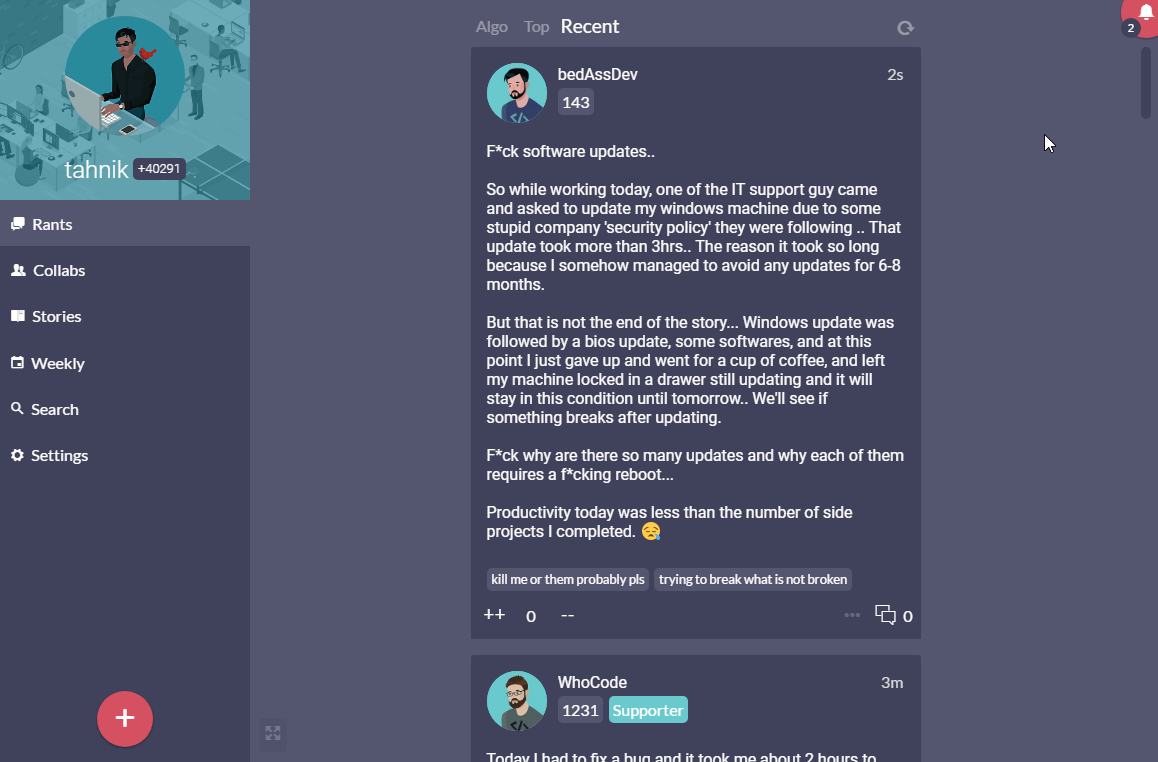 tahnik +40291
Rants
Collabs
Stories
Weekly
Search
Settings
+
Algo Top Recent
2
bedAssDev 2s
143
F*ck software updates..
So while working today, one of the IT support guy came
and asked to update my windows machine due to some
stupid company 'security policy' they were following .. That
update took more than 3hrs.. The reason it took so long
because I somehow managed to avoid any updates for 6-8
months.
But that is not the end of the story... Windows update was
followed by a bios update, some softwares, and at this
point I just gave up and went for a cup of coffee, and left
my machine locked in a drawer still updating and it will
stay in this condition until tomorrow.. We'll see if
something breaks after updating.
F*ck why are there so many updates and why each of them
requires a f*cking reboot...
Productivity today was less than the number of side
projects I completed. 😪
kill me or them probably pls trying to break what is not broken
++ 0 -- ••• 0
WhoCode 3m
1231 Supporter
Today I had to fix a bug and it took me about 2 hours to